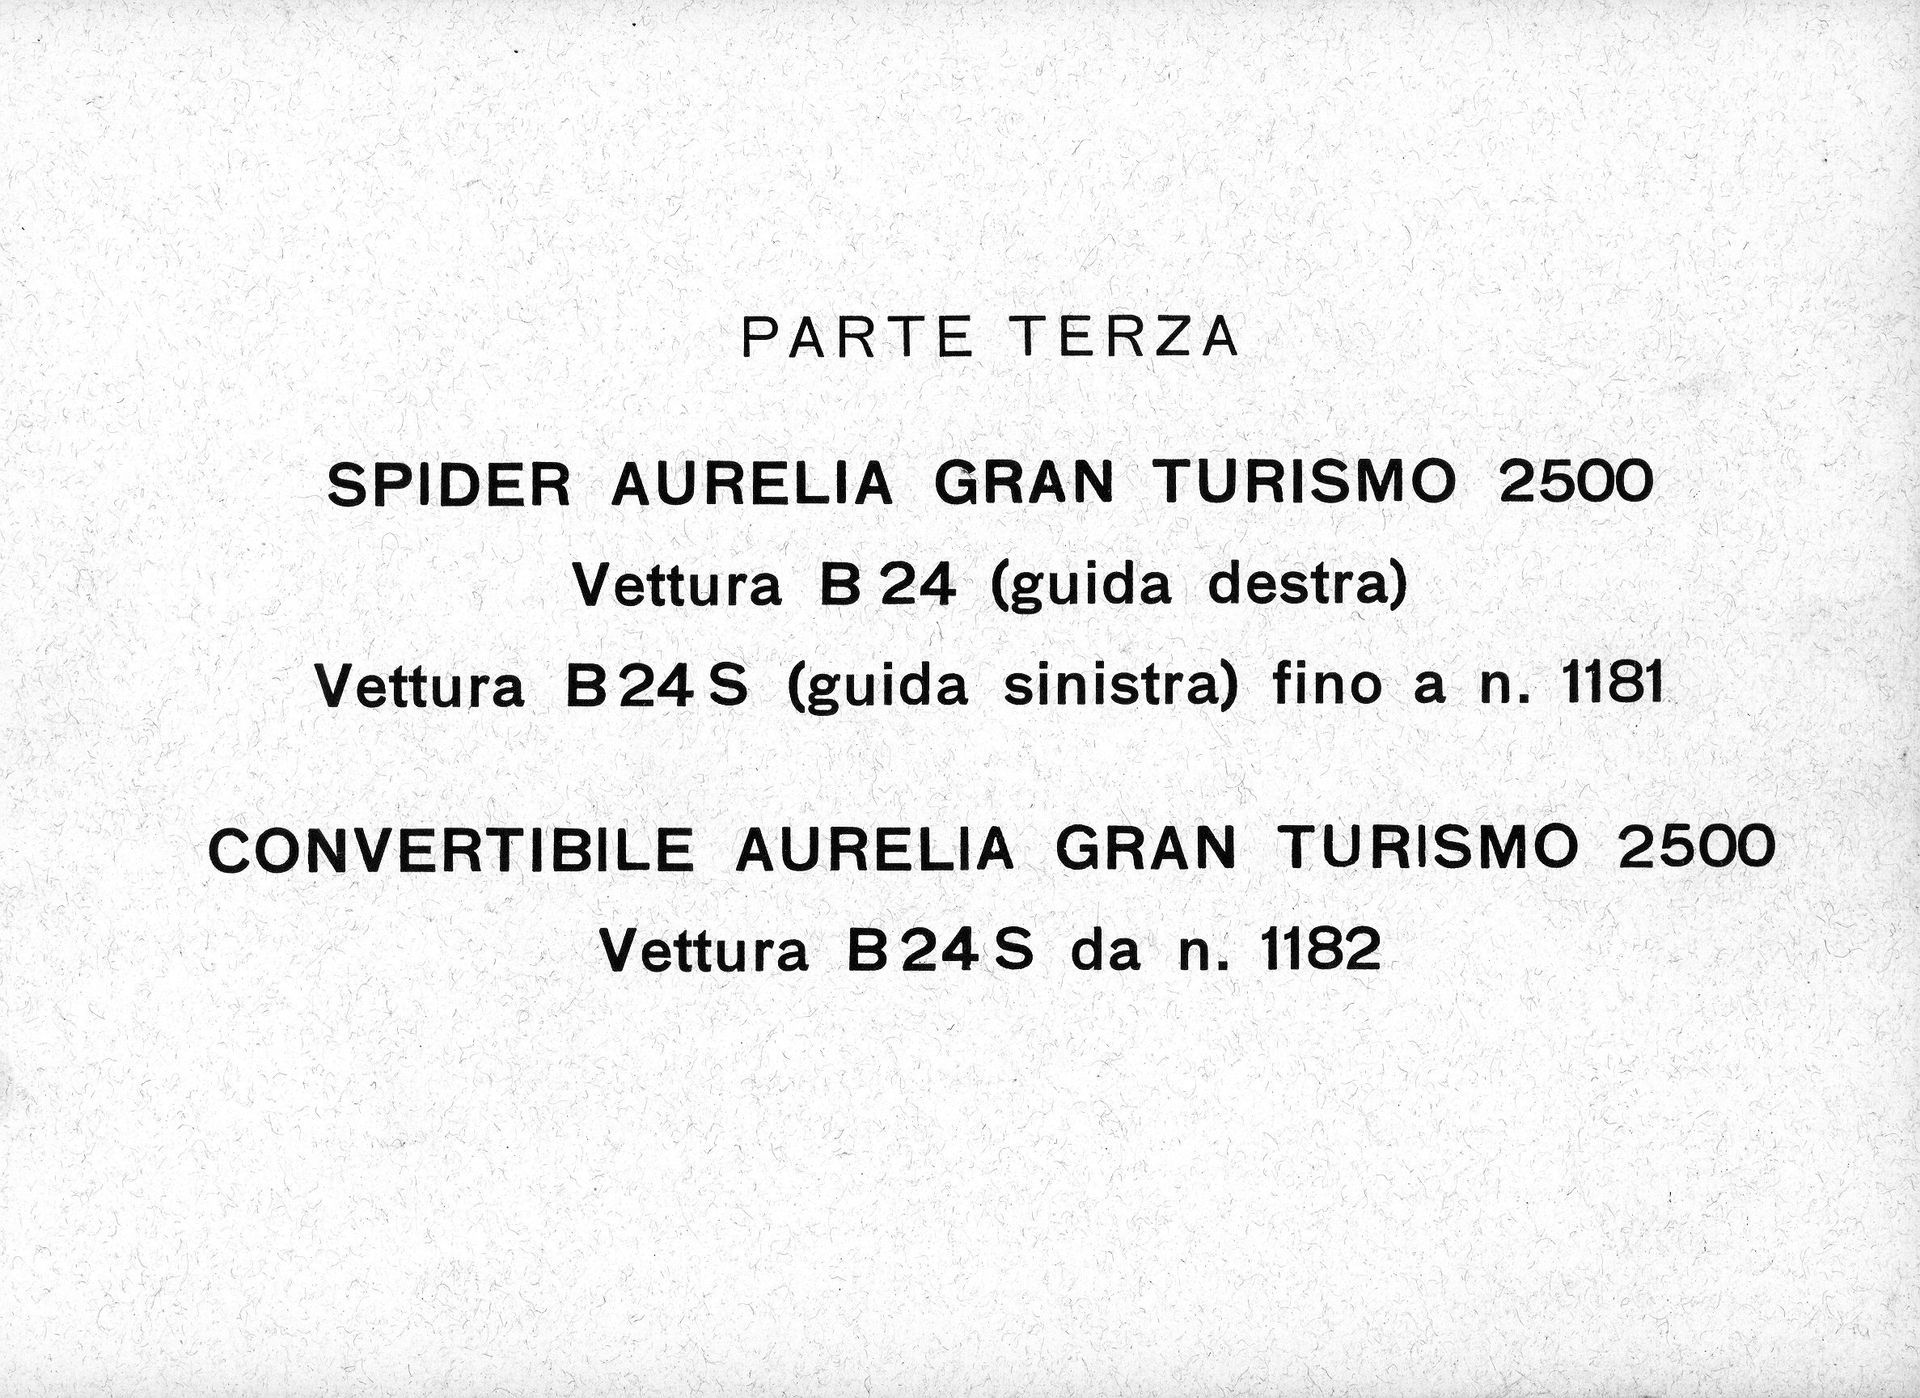 PARTE TERZA
SPIDER AURELIA GRAN TURISMO 2500
Vettura B 24 (guida destra)
Vettura B 24 S (guida sinistra) fino a n. 1181
CONVERTIBILE AURELIA GRAN TURISMO 2500
Vettura B 24 S da n. 1182